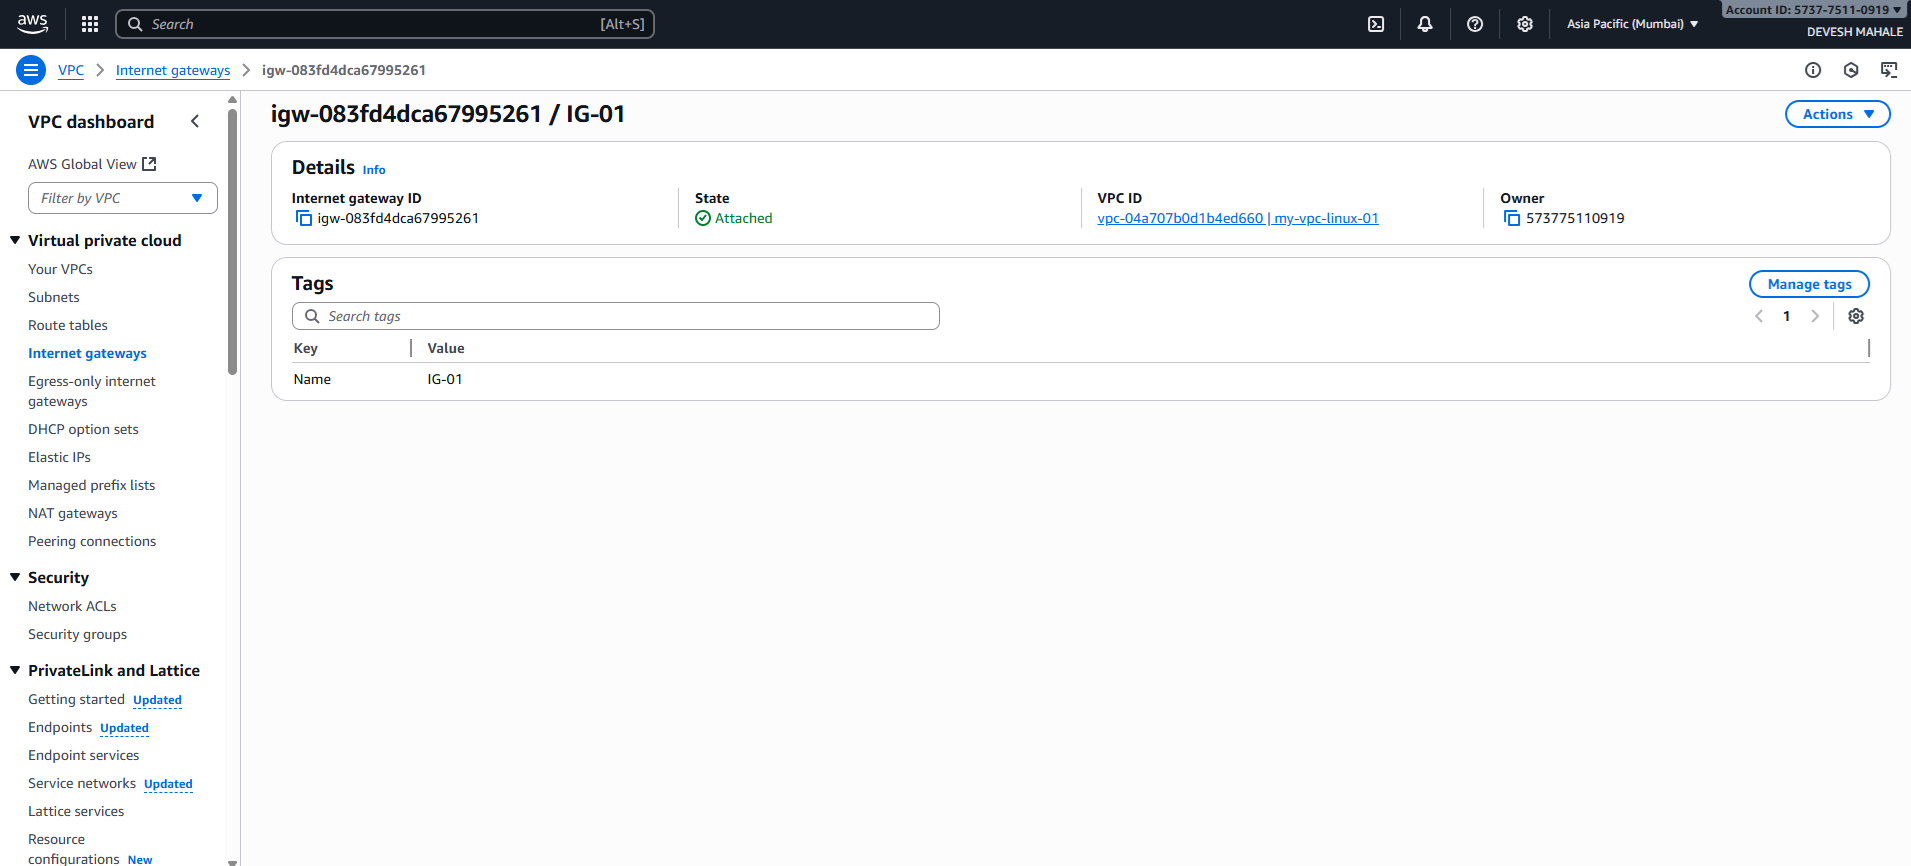 aws
Search [Alt+S]
Asia Pacific (Mumbai)
Account ID: 5737-7511-0919
DEVESH MAHALE
VPC Internet gateways igw-083fd4dca67995261
VPC dashboard
AWS Global View
Filter by VPC
Virtual private cloud
Your VPCs
Subnets
Route tables
Internet gateways
Egress-only internet
gateways
DHCP option sets
Elastic IPs
Managed prefix lists
NAT gateways
Peering connections
Security
Network ACLs
Security groups
PrivateLink and Lattice
Getting started Updated
Endpoints Updated
Endpoint services
Service networks Updated
Lattice services
Resource
configurations New
igw-083fd4dca67995261 / IG-01
Actions
Details Info
Internet gateway ID
igw-083fd4dca67995261
State
Attached
VPC ID
vpc-04a707b0d1b4ed660 | my-vpc-linux-01
Owner
573775110919
Tags
Manage tags
Search tags
1
Key Value
Name IG-01